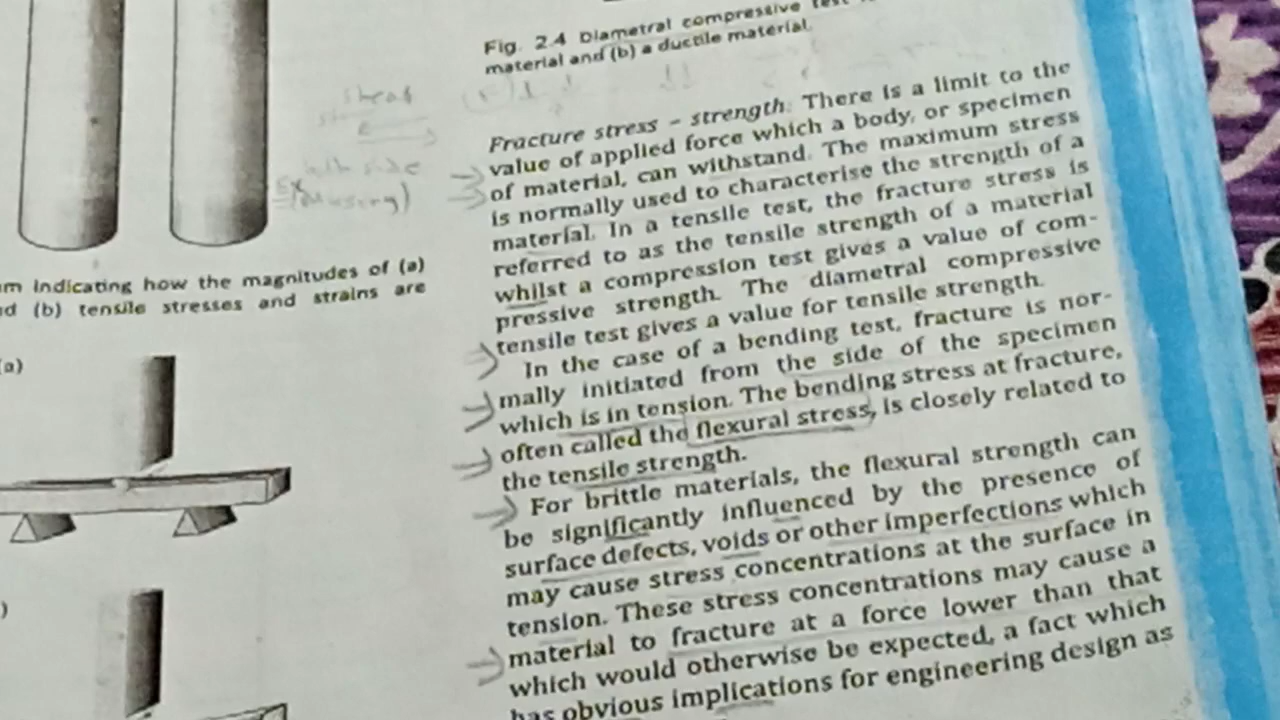 Fig. 2.4 Diametral compressive test
material and (b) a ductile material.
shear
both side
um indicating how the magnitudes of (a)
nd (b) tensile stresses and strains are
(a)
)
Fracture stress – strength: There is a limit to the
value of applied force which a body, or specimen
of material, can withstand. The maximum stress
is normally used to characterise the strength of a
material. In a tensile test, the fracture stress is
referred to as the tensile strength of a material
whilst a compression test gives a value of com-
pressive strength. The diametral compressive
tensile test gives a value for tensile strength.
In the case of a bending test, fracture is nor-
mally initiated from the side of the specimen
which is in tension. The bending stress at fracture,
often called the flexural stress, is closely related to
the tensile strength.
For brittle materials, the flexural strength can
be significantly influenced by the presence of
surface defects, voids or other imperfections which
may cause stress concentrations at the surface in
tension. These stress concentrations may cause a
material to fracture at a force lower than that
which would otherwise be expected, a fact which
has obvious implications for engineering design as